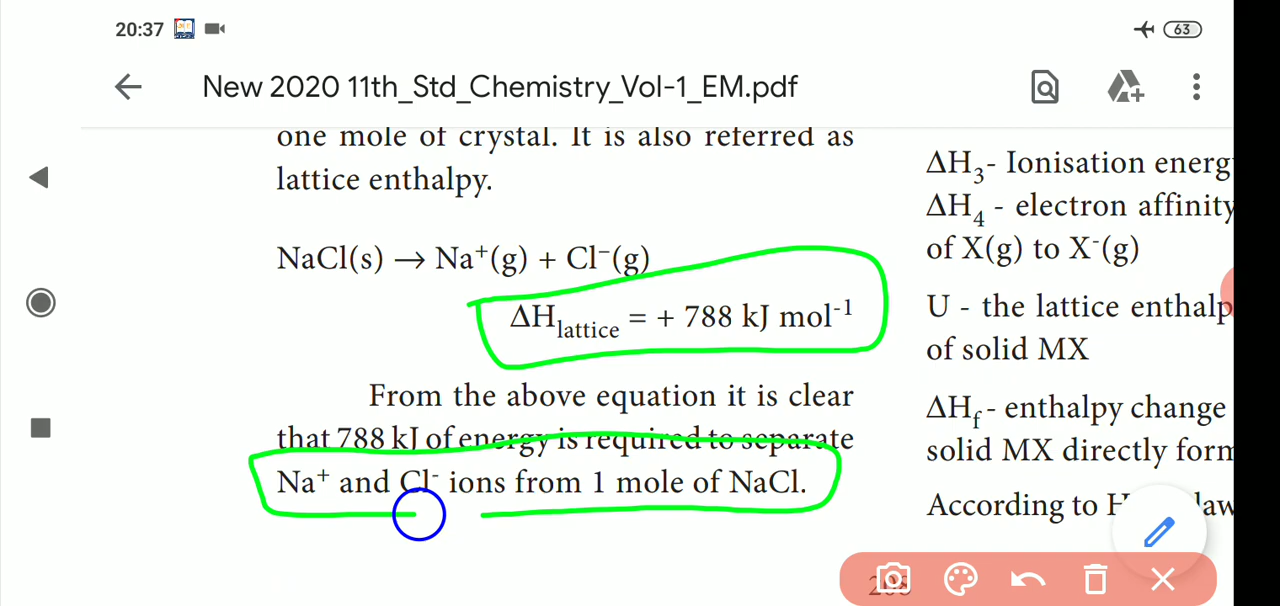 20:37
63
New 2020 11th_Std_Chemistry_Vol-1_EM.pdf
one mole of crystal. It is also referred as
lattice enthalpy.
NaCl(s) → Na⁺(g) + Cl⁻(g)
ΔH_lattice = + 788 kJ mol⁻¹
From the above equation it is clear
that 788 kJ of energy is required to separate
Na⁺ and Cl⁻ ions from 1 mole of NaCl.
ΔH₃- Ionisation energ
ΔH₄ - electron affinity
of X(g) to X⁻(g)
U - the lattice enthalp
of solid MX
ΔH_f - enthalpy change
solid MX directly form
According to H
aw
208